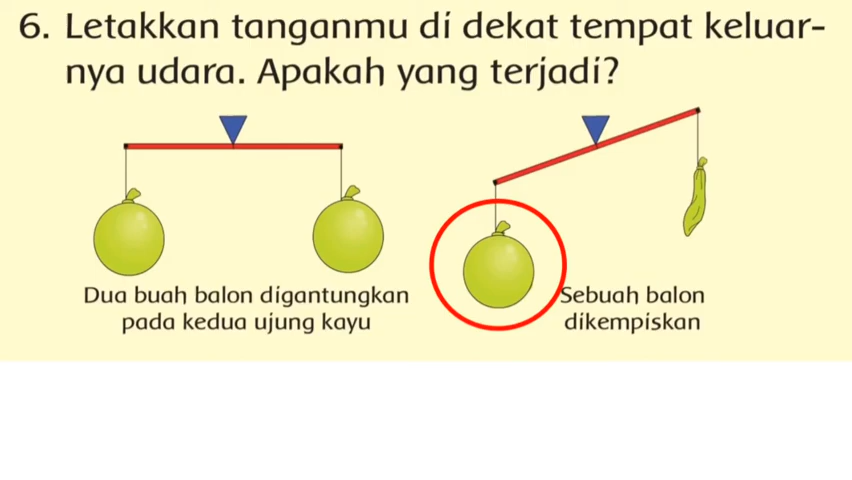 6. Letakkan tanganmu di dekat tempat keluar-
nya udara. Apakah yang terjadi?
Dua buah balon digantungkan
pada kedua ujung kayu
Sebuah balon
dikempiskan